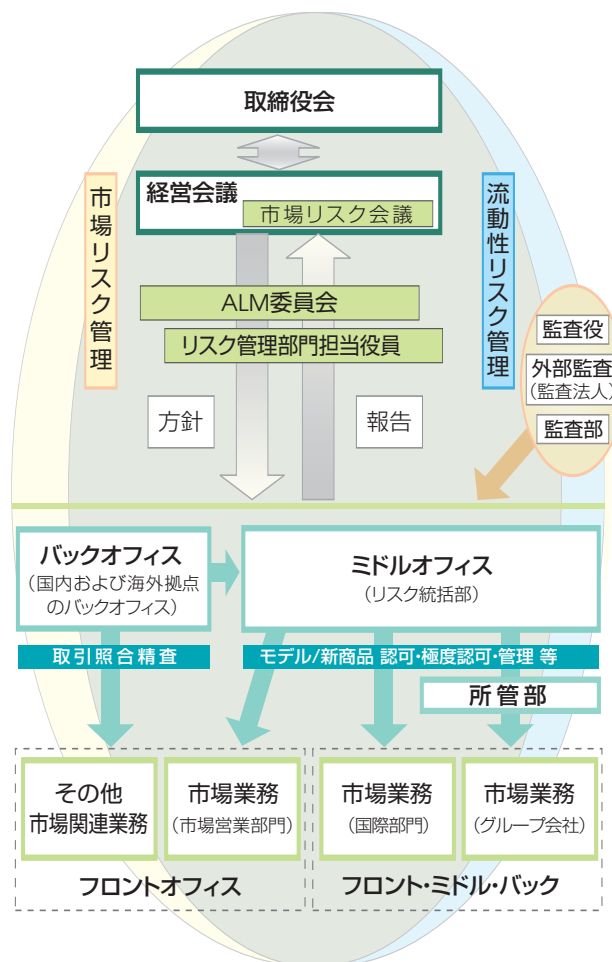 取締役会
経営会議
市場リスク会議
市場リスク管理
流動性リスク管理
ALM委員会
リスク管理部門担当役員
監査役
外部監査
(監査法人)
監査部
方針
報告
バックオフィス
(国内および海外拠点
のバックオフィス)
ミドルオフィス
(リスク統括部)
取引照合精査
モデル/新商品 認可・極度認可・管理 等
所管部
その他
市場関連業務
市場業務
(市場営業部門)
市場業務
(国際部門)
市場業務
(グループ会社)
フロントオフィス
フロント・ミドル・バック